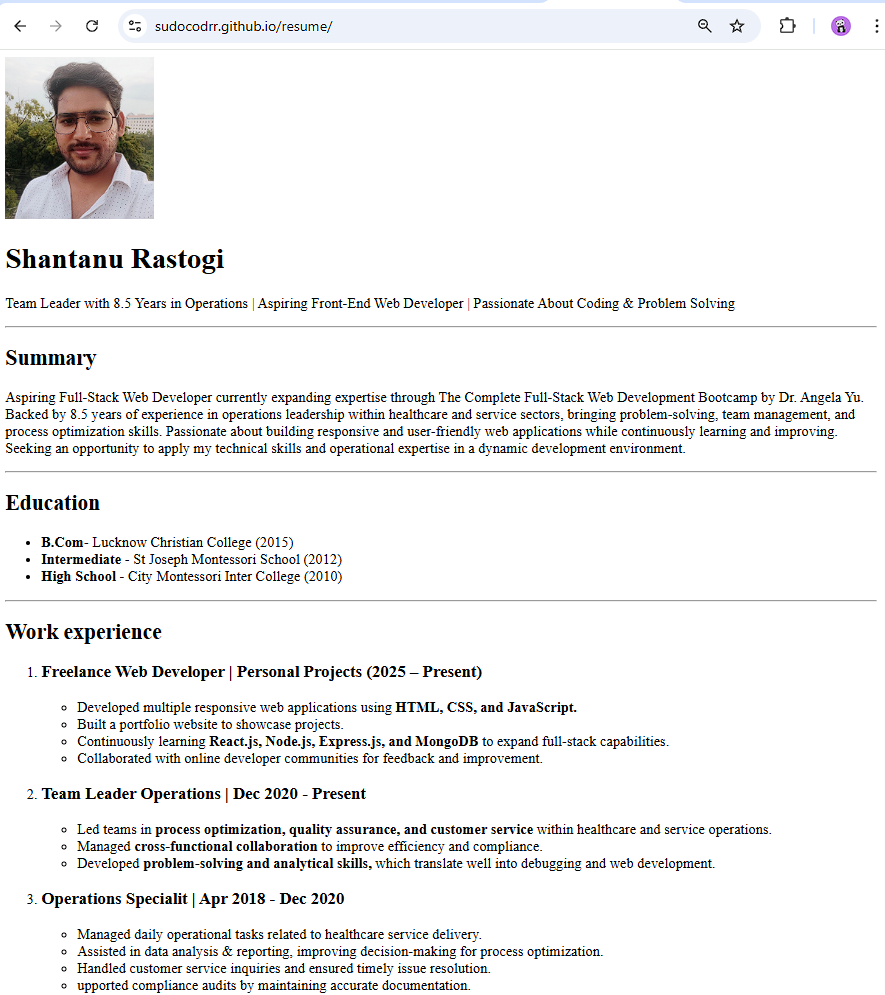 sudocodrr.github.io/resume/
Shantanu Rastogi
Team Leader with 8.5 Years in Operations | Aspiring Front-End Web Developer | Passionate About Coding & Problem Solving
Summary
Aspiring Full-Stack Web Developer currently expanding expertise through The Complete Full-Stack Web Development Bootcamp by Dr. Angela Yu.
Backed by 8.5 years of experience in operations leadership within healthcare and service sectors, bringing problem-solving, team management, and
process optimization skills. Passionate about building responsive and user-friendly web applications while continuously learning and improving.
Seeking an opportunity to apply my technical skills and operational expertise in a dynamic development environment.
Education
• B.Com- Lucknow Christian College (2015)
• Intermediate - St Joseph Montessori School (2012)
• High School - City Montessori Inter College (2010)
Work experience
1. Freelance Web Developer | Personal Projects (2025 – Present)
◦ Developed multiple responsive web applications using HTML, CSS, and JavaScript.
◦ Built a portfolio website to showcase projects.
◦ Continuously learning React.js, Node.js, Express.js, and MongoDB to expand full-stack capabilities.
◦ Collaborated with online developer communities for feedback and improvement.
2. Team Leader Operations | Dec 2020 - Present
◦ Led teams in process optimization, quality assurance, and customer service within healthcare and service operations.
◦ Managed cross-functional collaboration to improve efficiency and compliance.
◦ Developed problem-solving and analytical skills, which translate well into debugging and web development.
3. Operations Specialit | Apr 2018 - Dec 2020
◦ Managed daily operational tasks related to healthcare service delivery.
◦ Assisted in data analysis & reporting, improving decision-making for process optimization.
◦ Handled customer service inquiries and ensured timely issue resolution.
◦ upported compliance audits by maintaining accurate documentation.